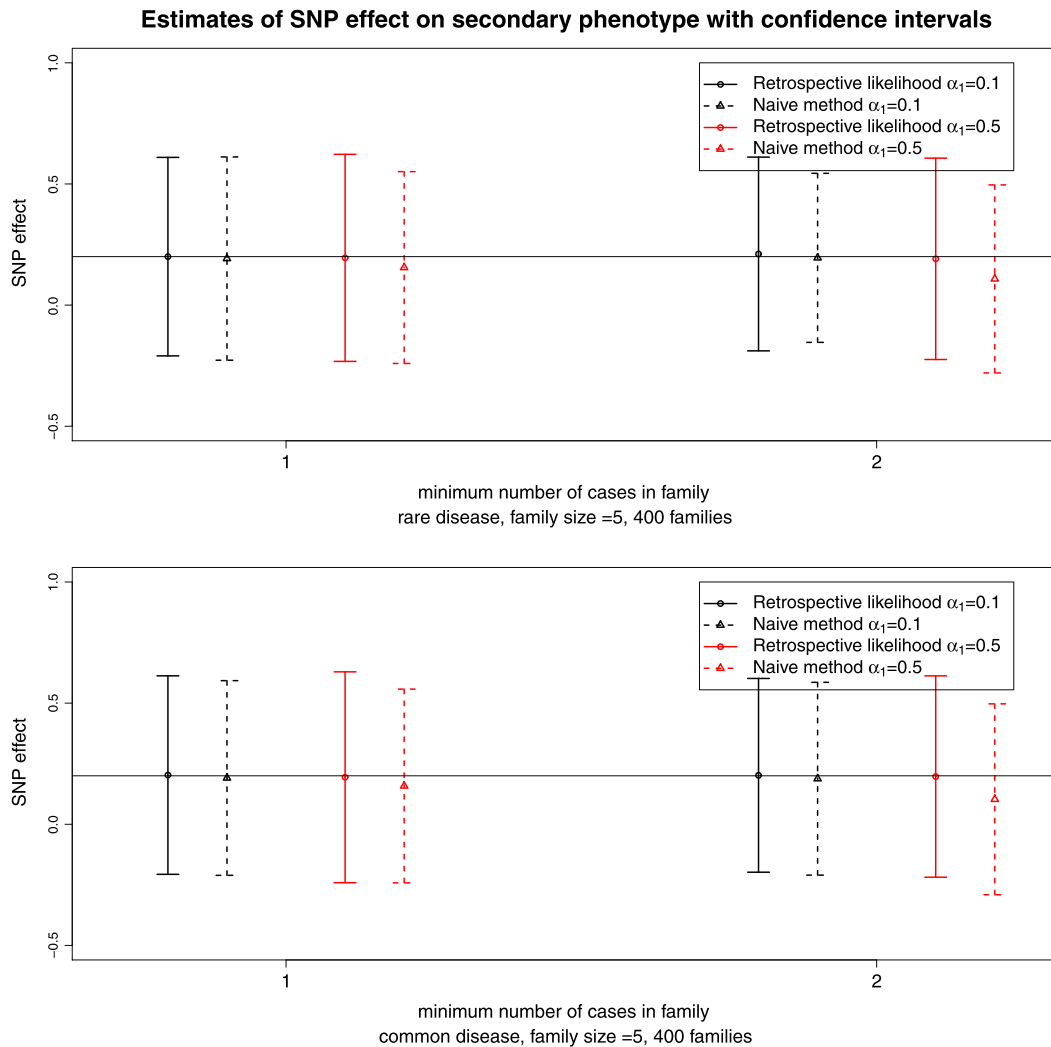 Estimates of SNP effect on secondary phenotype with confidence intervals
SNP effect
1.0
0.5
0.0
−0.5
Retrospective likelihood α₁=0.1
Naive method α₁=0.1
Retrospective likelihood α₁=0.5
Naive method α₁=0.5
1
2
minimum number of cases in family
rare disease, family size =5, 400 families
SNP effect
1.0
0.5
0.0
−0.5
Retrospective likelihood α₁=0.1
Naive method α₁=0.1
Retrospective likelihood α₁=0.5
Naive method α₁=0.5
1
2
minimum number of cases in family
common disease, family size =5, 400 families